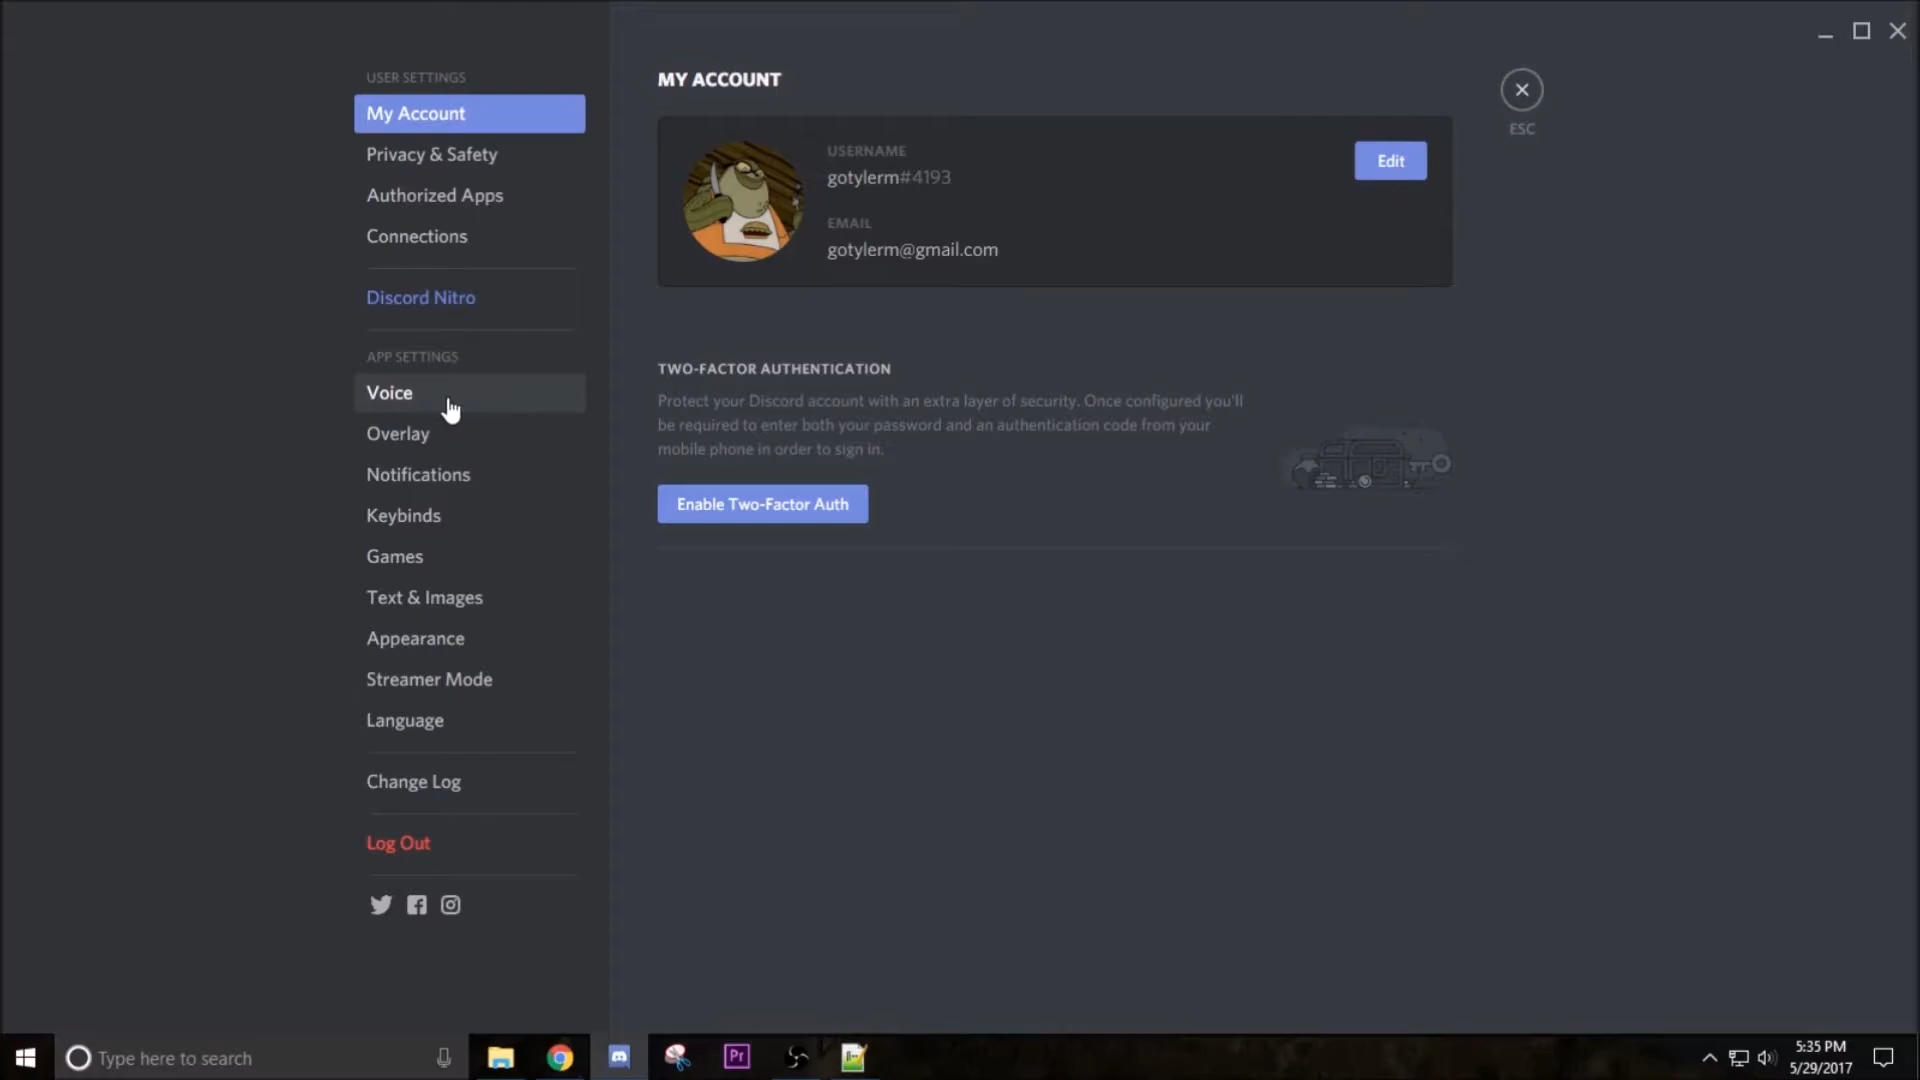 USER SETTINGS
My Account
Privacy & Safety
Authorized Apps
Connections
Discord Nitro
APP SETTINGS
Voice
Overlay
Notifications
Keybinds
Games
Text & Images
Appearance
Streamer Mode
Language
Change Log
Log Out
MY ACCOUNT
USERNAME
gotylerm#4193
EMAIL
gotylerm@gmail.com
Edit
ESC
TWO-FACTOR AUTHENTICATION
Protect your Discord account with an extra layer of security. Once configured you'll
be required to enter both your password and an authentication code from your
mobile phone in order to sign in.
Enable Two-Factor Auth
Type here to search
Pr
5:35 PM
5/29/2017